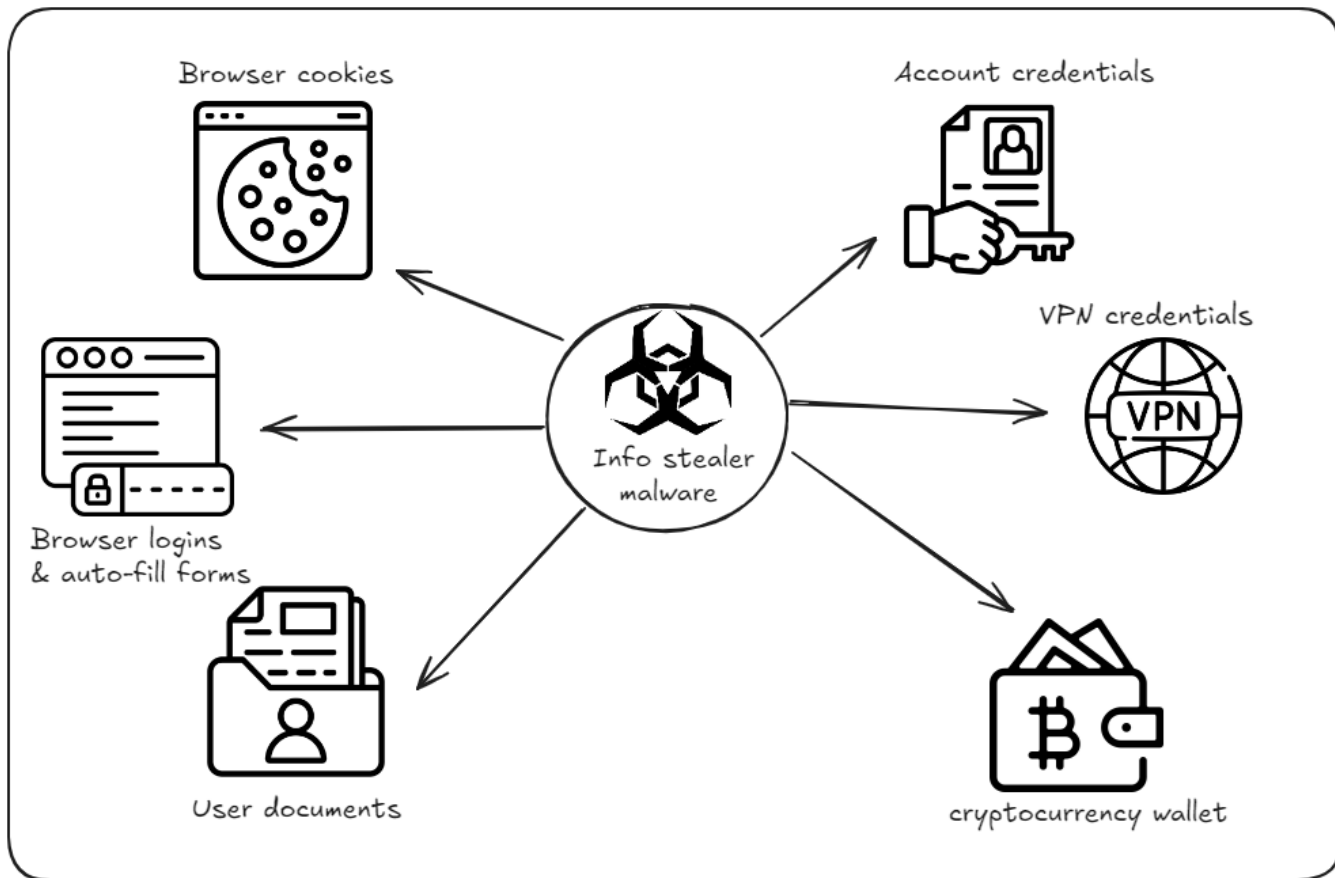 Browser cookies
Account credentials
VPN credentials
VPN
Info stealer
malware
Browser logins
& auto-fill forms
User documents
cryptocurrency wallet